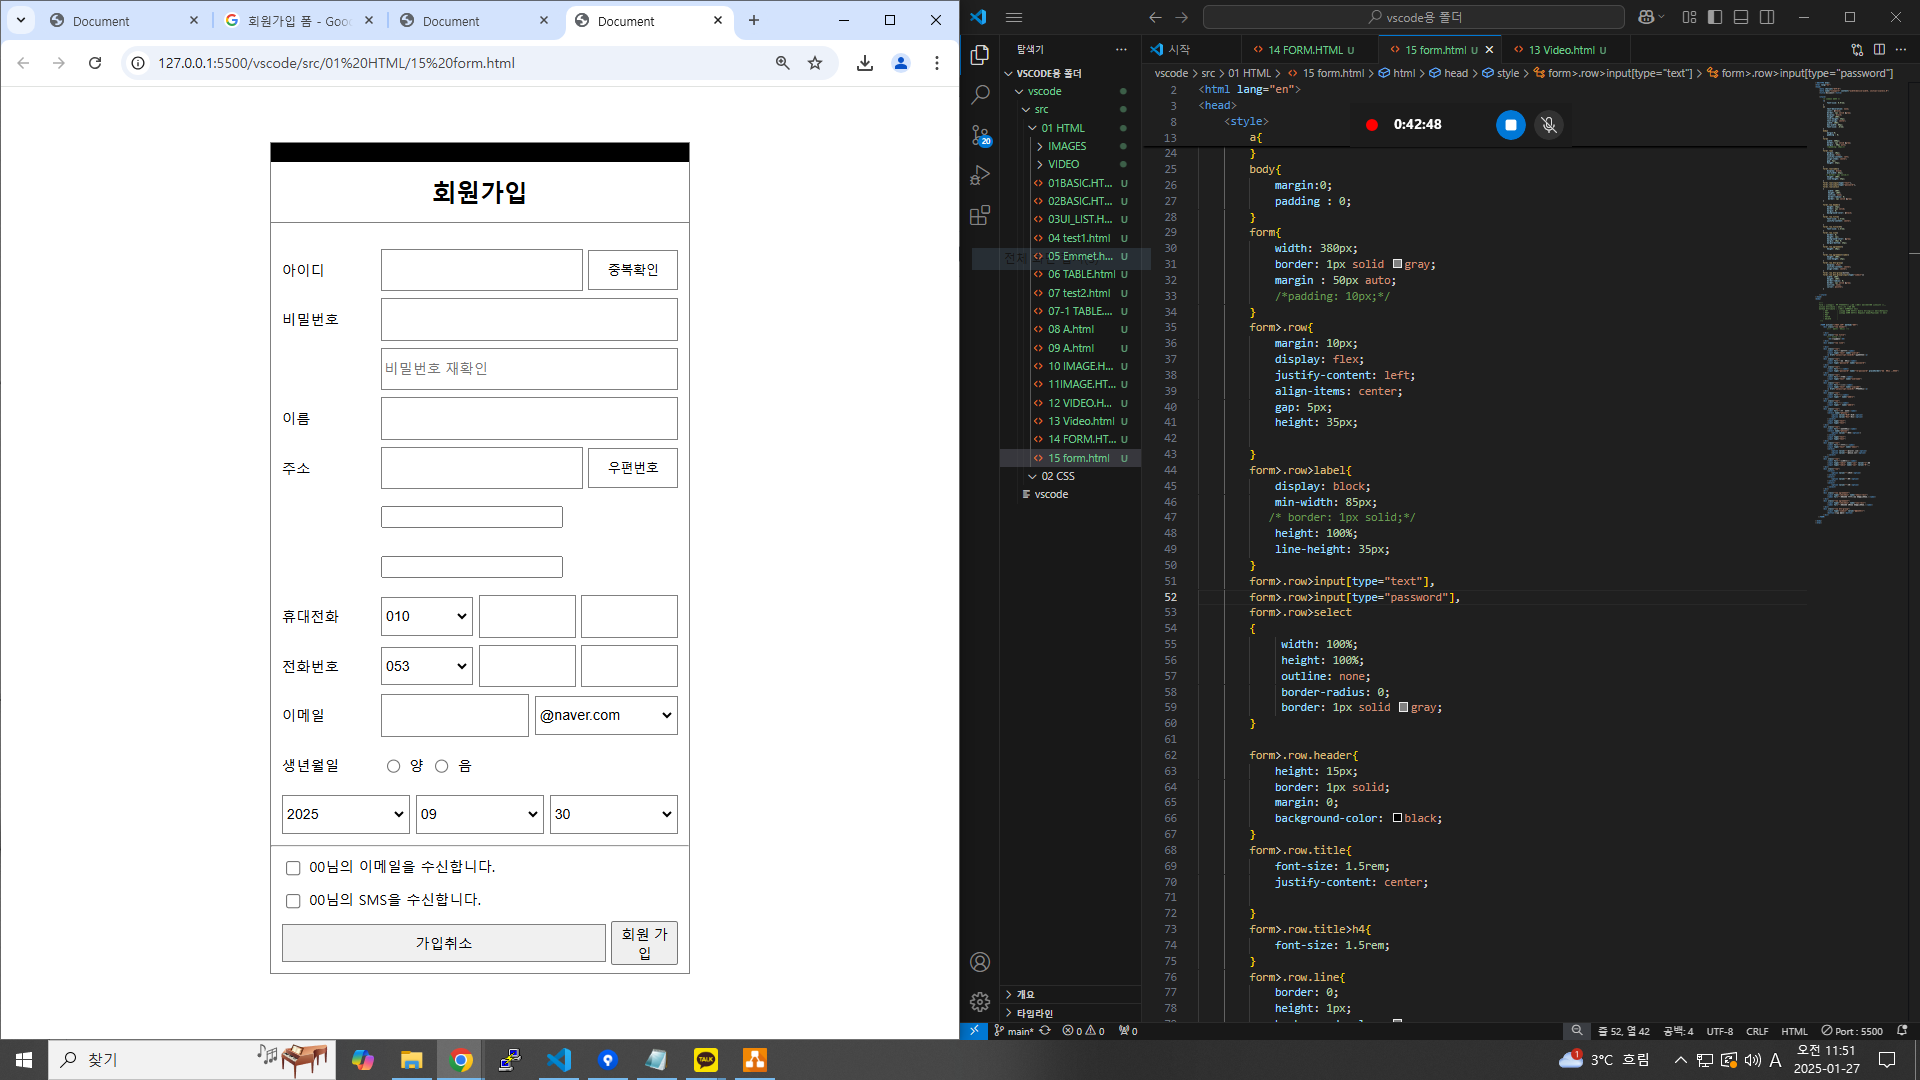 Document
회원가입 폼 - Goo
Document
Document
127.0.0.1:5500/vscode/src/01%20HTML/15%20form.html
회원가입
아이디
중복확인
비밀번호
비밀번호 재확인
이름
주소
우편번호
휴대전화
010
전화번호
053
이메일
@naver.com
생년월일
양
음
2025
09
30
00님의 이메일을 수신합니다.
00님의 SMS을 수신합니다.
가입취소
회원 가
입
vscode용 폴더
탐색기
VSCODE용 폴더
vscode
src
01 HTML
IMAGES
VIDEO
01BASIC.HT... U
02BASIC.HT... U
03UI_LIST.H... U
04 test1.html U
05 Emmet.h... U
06 TABLE.html U
07 test2.html U
07-1 TABLE.... U
08 A.html U
09 A.html U
10 IMAGE.H... U
11IMAGE.HT... U
12 VIDEO.H... U
13 Video.html U
14 FORM.HT... U
15 form.html U
02 CSS
vscode
개요
타임라인
시작
14 FORM.HTML U
15 form.html U
13 Video.html U
vscode > src > 01 HTML > 15 form.html > html > head > style > form>.row>input[type="text"] > form>.row>input[type="password"]
0:42:48
2 <html lang="en">
3 <head>
8 <style>
13 a{
24 }
25 body{
26 margin:0;
27 padding : 0;
28 }
29 form{
30 width: 380px;
31 border: 1px solid gray;
32 margin : 50px auto;
33 /*padding: 10px;*/
34 }
35 form>.row{
36 margin: 10px;
37 display: flex;
38 justify-content: left;
39 align-items: center;
40 gap: 5px;
41 height: 35px;
42
43 }
44 form>.row>label{
45 display: block;
46 min-width: 85px;
47 /* border: 1px solid;*/
48 height: 100%;
49 line-height: 35px;
50 }
51 form>.row>input[type="text"],
52 form>.row>input[type="password"],
53 form>.row>select
54 {
55 width: 100%;
56 height: 100%;
57 outline: none;
58 border-radius: 0;
59 border: 1px solid gray;
60 }
61
62 form>.row.header{
63 height: 15px;
64 border: 1px solid;
65 margin: 0;
66 background-color: black;
67 }
68 form>.row.title{
69 font-size: 1.5rem;
70 justify-content: center;
71
72 }
73 form>.row.title>h4{
74 font-size: 1.5rem;
75 }
76 form>.row.line{
77 border: 0;
78 height: 1px;
main*
0 0
0
줄 52, 열 42
공백: 4
UTF-8
CRLF
HTML
Port : 5500
20
찾기
TALK
1
3°C 흐림
A
오전 11:51
2025-01-27